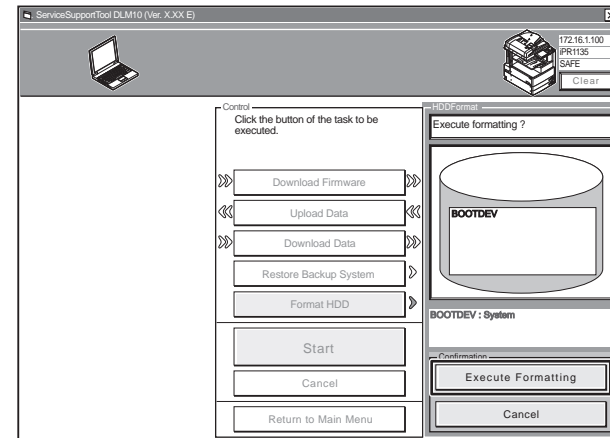 ServiceSupportTool DLM10 (Ver. X.XX E)
172.16.1.100
iPR1135
SAFE
Clear
Control
Click the button of the task to be
executed.
Download Firmware
Upload Data
Download Data
Restore Backup System
Format HDD
Start
Cancel
Return to Main Menu
HDDFormat
Execute formatting ?
BOOTDEV
BOOTDEV : System
Confirmation
Execute Formatting
Cancel